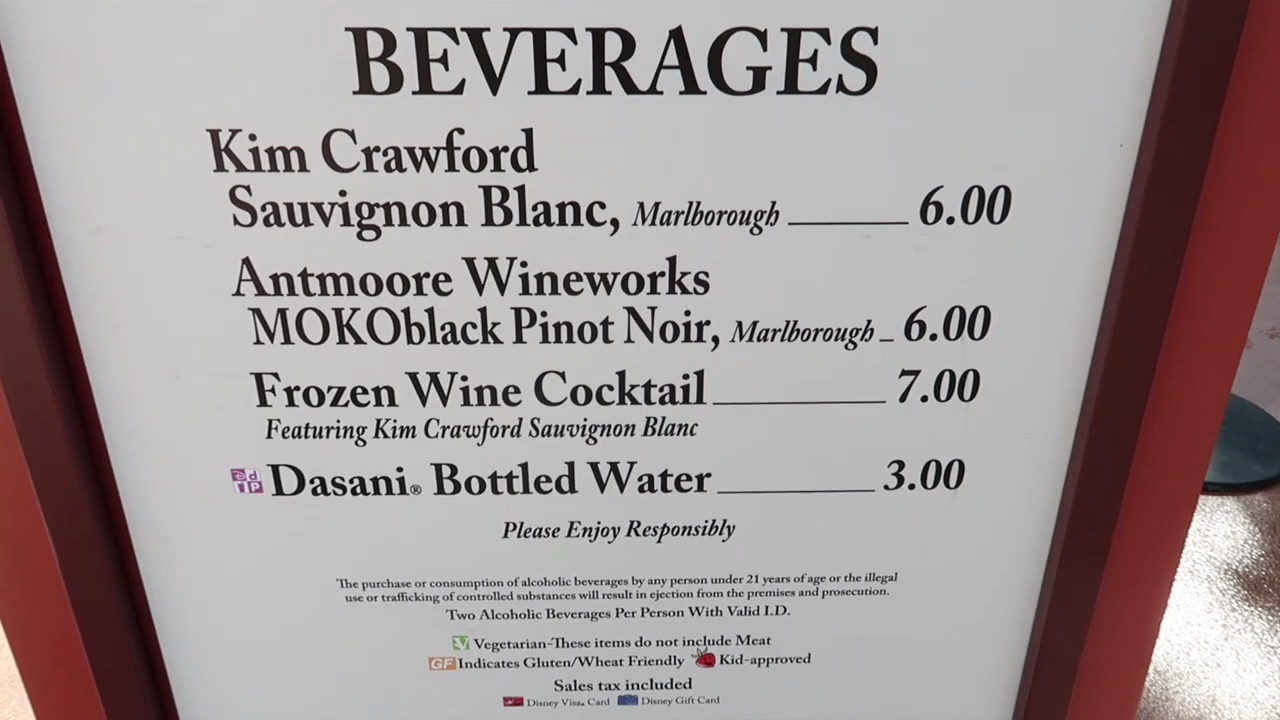 BEVERAGES
Kim Crawford
Sauvignon Blanc, Marlborough 6.00
Antmoore Wineworks
MOKOblack Pinot Noir, Marlborough 6.00
Frozen Wine Cocktail 7.00
Featuring Kim Crawford Sauvignon Blanc
Dasani® Bottled Water 3.00
Please Enjoy Responsibly
The purchase or consumption of alcoholic beverages by any person under 21 years of age or the illegal
use or trafficking of controlled substances will result in ejection from the premises and prosecution.
Two Alcoholic Beverages Per Person With Valid I.D.
V Vegetarian-These items do not include Meat
GF Indicates Gluten/Wheat Friendly Kid-approved
Sales tax included
Disney Visa® Card Disney Gift Card